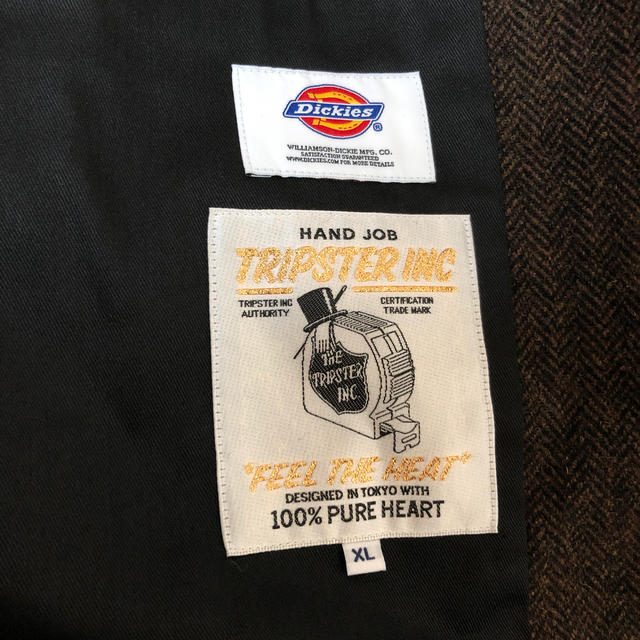 Dickies
®
WILLIAMSON-DICKIE MFG. CO.
SATISFACTION GUARANTEED
WWW.DICKIES.COM FOR MORE DETAILS
HAND JOB
TRIPSTER INC
TRIPSTER INC
AUTHORITY
CERTIFICATION
TRADE MARK
THE
TRIPSTER
INC
"FEEL THE HEAT"
DESIGNED IN TOKYO WITH
100% PURE HEART
XL